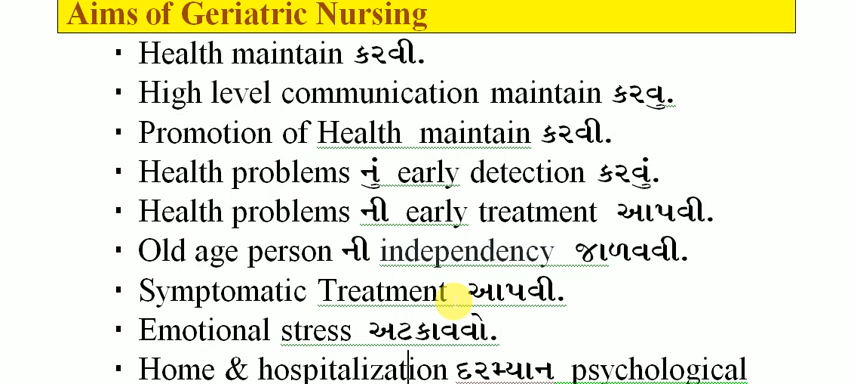 Aims of Geriatric Nursing
▪ Health maintain કરવી.
▪ High level communication maintain કરવુ.
▪ Promotion of Health maintain કરવી.
▪ Health problems નું early detection કરવું.
▪ Health problems ની early treatment આપવી.
▪ Old age person ની independency જાળવવી.
▪ Symptomatic Treatment આપવી.
▪ Emotional stress અટકાવવો.
▪ Home & hospitalization દરમ્યાન psychological